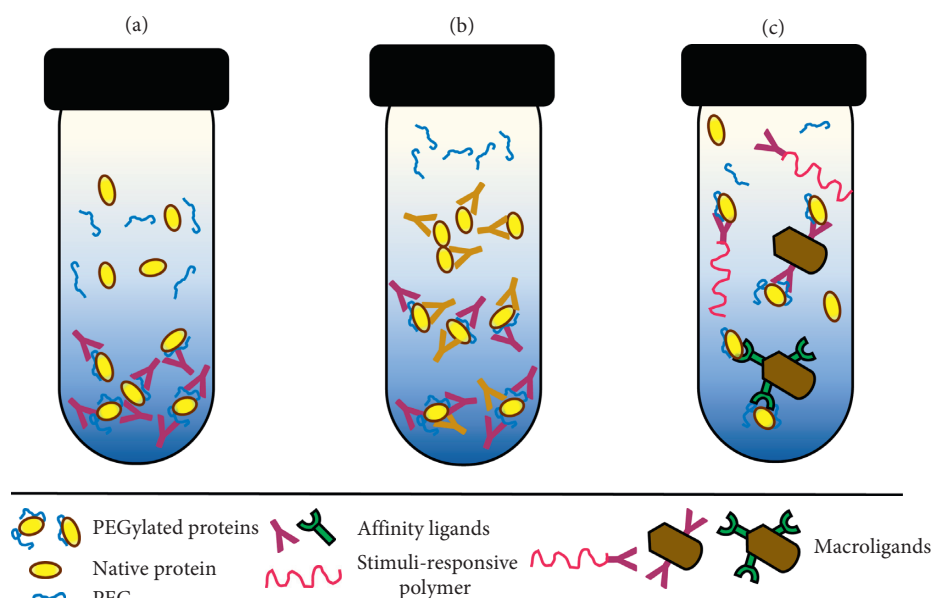 (a)
(b)
(c)
PEGylated proteins
Native protein
PEG
Affinity ligands
Stimuli-responsive
polymer
Macroligands